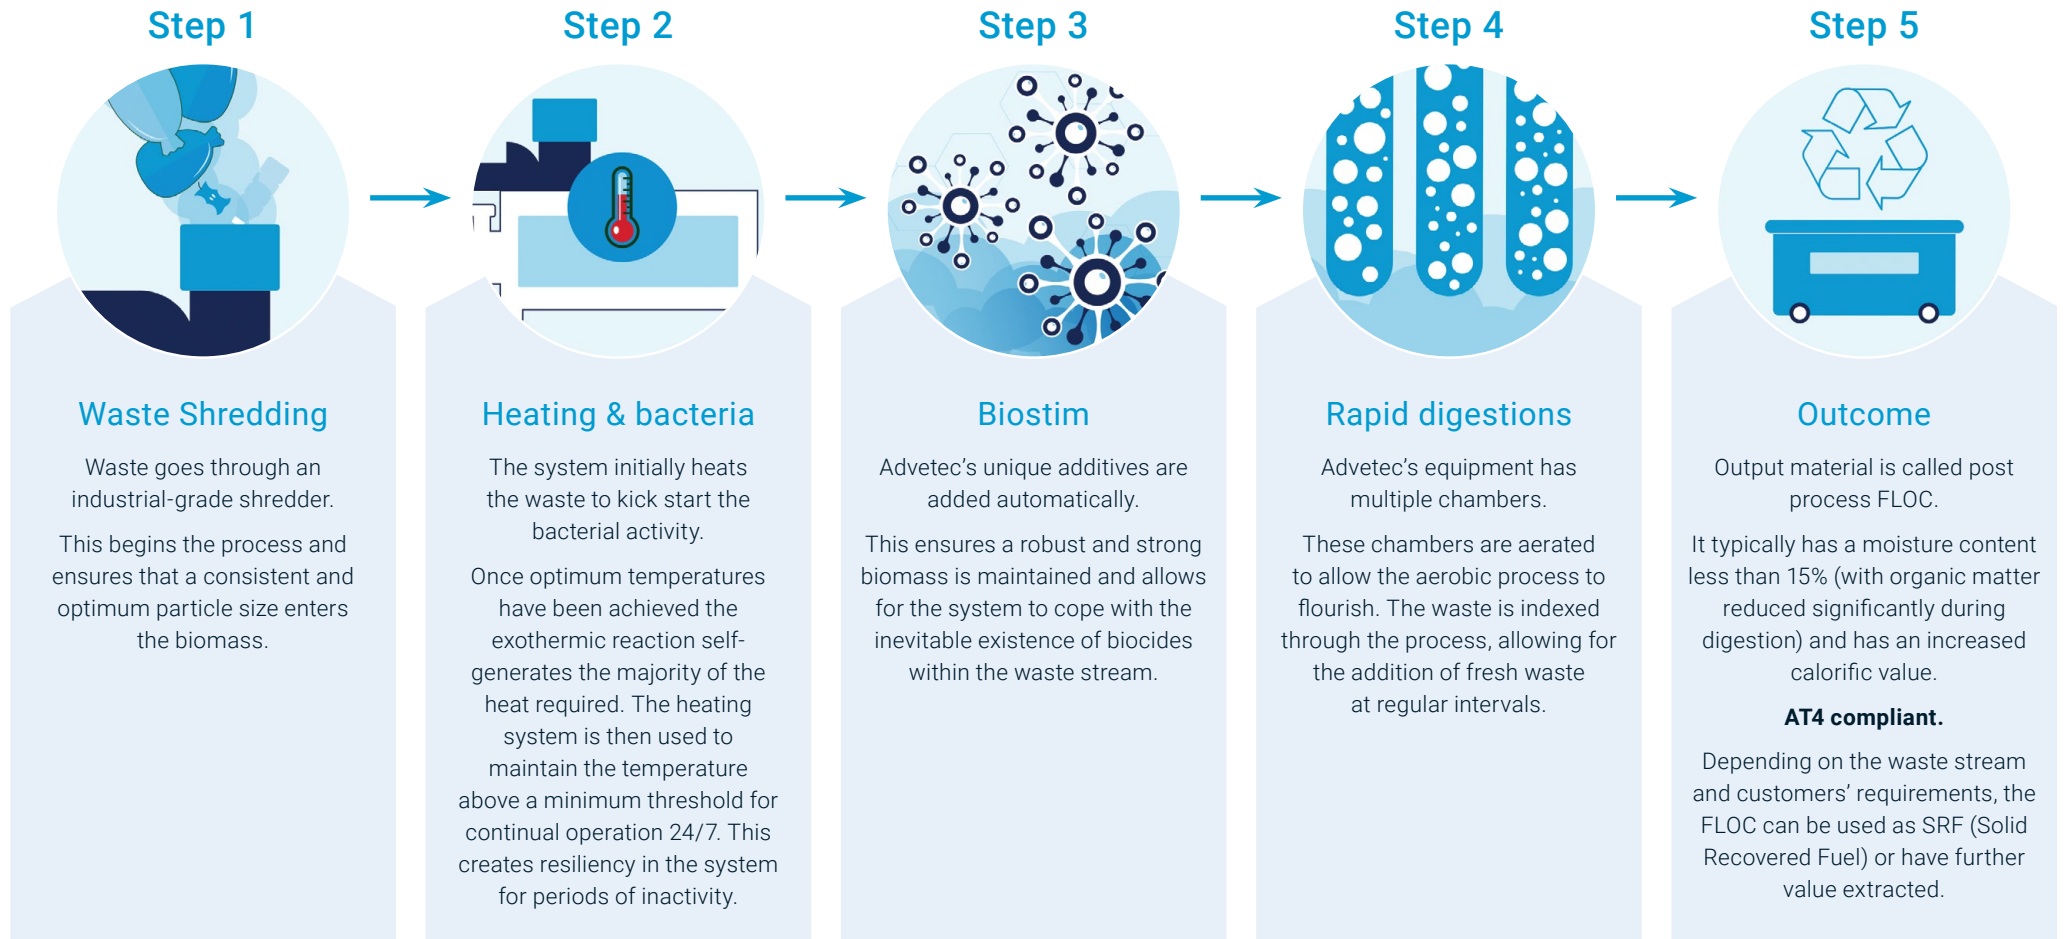 Step 1
Waste Shredding
Waste goes through an
industrial-grade shredder.
This begins the process and
ensures that a consistent and
optimum particle size enters
the biomass.
Step 2
Heating & bacteria
The system initially heats
the waste to kick start the
bacterial activity.
Once optimum temperatures
have been achieved the
exothermic reaction self-
generates the majority of the
heat required. The heating
system is then used to
maintain the temperature
above a minimum threshold for
continual operation 24/7. This
creates resiliency in the system
for periods of inactivity.
Step 3
Biostim
Advetec's unique additives are
added automatically.
This ensures a robust and strong
biomass is maintained and allows
for the system to cope with the
inevitable existence of biocides
within the waste stream.
Step 4
Rapid digestions
Advetec's equipment has
multiple chambers.
These chambers are aerated
to allow the aerobic process to
flourish. The waste is indexed
through the process, allowing for
the addition of fresh waste
at regular intervals.
Step 5
Outcome
Output material is called post
process FLOC.
It typically has a moisture content
less than 15% (with organic matter
reduced significantly during
digestion) and has an increased
calorific value.
AT4 compliant.
Depending on the waste stream
and customers' requirements, the
FLOC can be used as SRF (Solid
Recovered Fuel) or have further
value extracted.